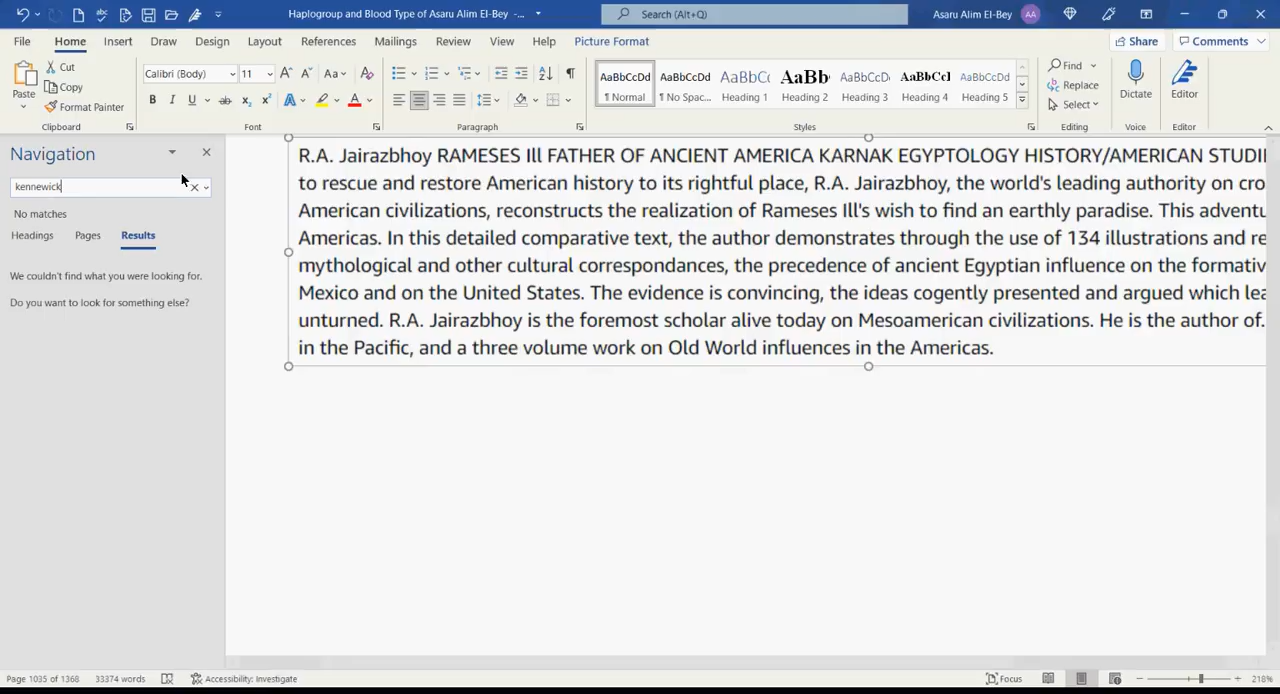 Haplogroup and Blood Type of Asaru Alim El-Bey -...
Search (Alt+Q)
Asaru Alim El-Bey
AA
File
Home
Insert
Draw
Design
Layout
References
Mailings
Review
View
Help
Picture Format
Share
Comments
Paste
Cut
Copy
Format Painter
Calibri (Body)
11
AaBbCcDd
¶ Normal
AaBbCcDd
¶ No Spac...
AaBbCc
Heading 1
AaBbCcDd
Heading 2
AaBbCcDd
Heading 3
AaBbCcI
Heading 4
AaBbCcDd
Heading 5
Find
Replace
Select
Dictate
Editor
Clipboard
Font
Paragraph
Styles
Editing
Voice
Editor
Navigation
kennewick
No matches
Headings
Pages
Results
We couldn't find what you were looking for.
Do you want to look for something else?
R.A. Jairazbhoy RAMESES Ill FATHER OF ANCIENT AMERICA KARNAK EGYPTOLOGY HISTORY/AMERICAN
to rescue and restore American history to its rightful place, R.A. Jairazbhoy, the world's leading authority on
American civilizations, reconstructs the realization of Rameses Ill's wish to find an earthly paradise. This
Americas. In this detailed comparative text, the author demonstrates through the use of 134 illustrations and
mythological and other cultural correspondances, the precedence of ancient Egyptian influence on the
Mexico and on the United States. The evidence is convincing, the ideas cogently presented and argued which
unturned. R.A. Jairazbhoy is the foremost scholar alive today on Mesoamerican civilizations. He is the author of.
in the Pacific, and a three volume work on Old World influences in the Americas.
Page 1035 of 1368
33374 words
Accessibility: Investigate
Focus
218%